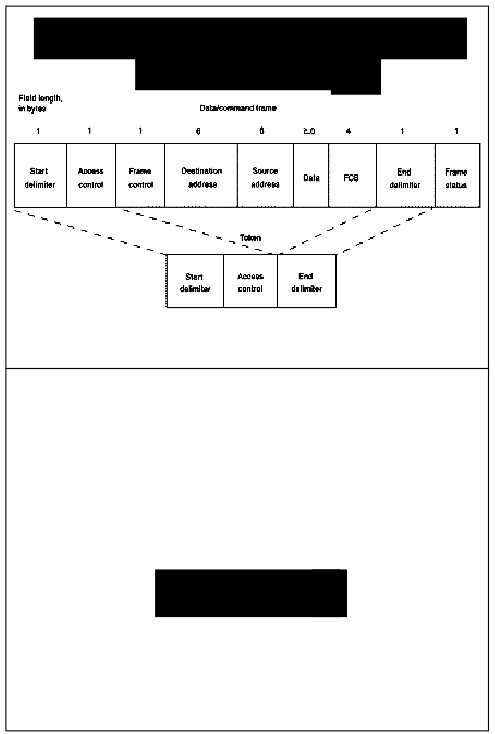 Field length,
in bytes
Data/command frame
1 1 1 6 6 ≥0 4 1 1
Start Access Frame Destination Source Data FCS End Frame
delimiter control control address address delimiter status
Token
Start Access End
delimiter control delimiter